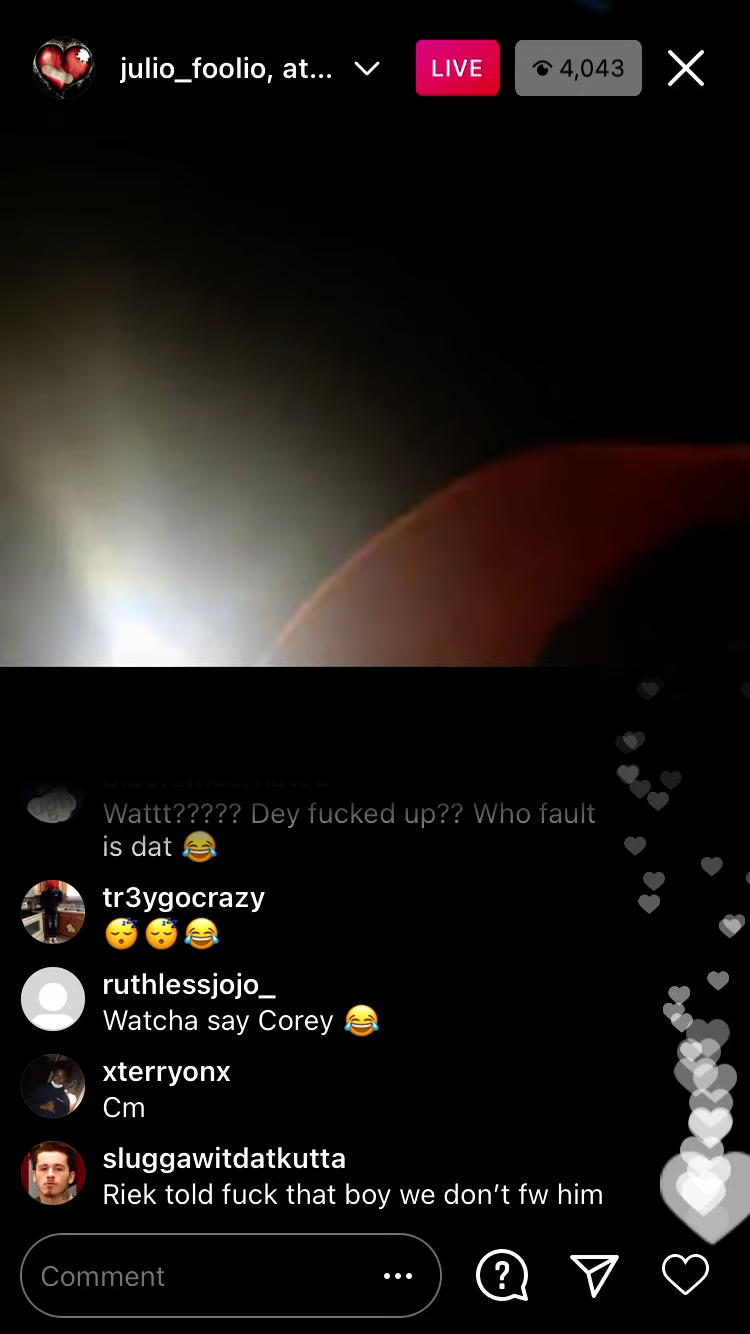 julio_foolio, at...
LIVE
4,043
Wattt????? Dey fucked up?? Who fault
is dat 😂
tr3ygocrazy
😴😴😂
ruthlessjojo_
Watcha say Corey 😂
xterryonx
Cm
sluggawitdatkutta
Riek told fuck that boy we don’t fw him
Comment